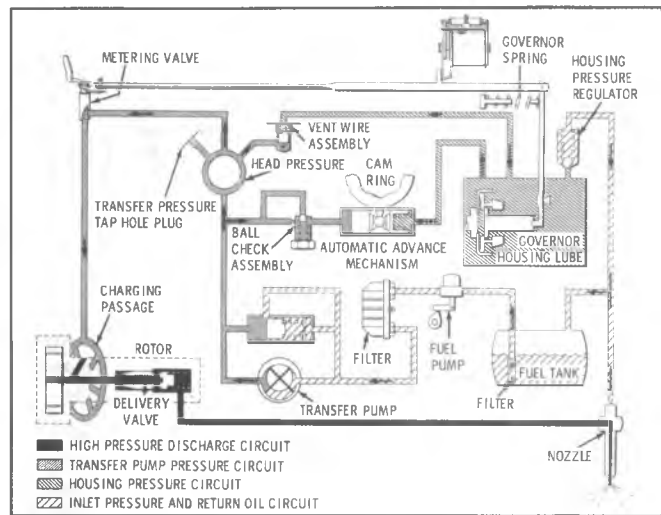 METERING VALVE
GOVERNOR
SPRING
HOUSING
PRESSURE
REGULATOR
VENT WIRE
ASSEMBLY
HEAD PRESSURE
CAM
RING
TRANSFER PRESSURE
TAP HOLE PLUG
BALL
CHECK
ASSEMBLY
AUTOMATIC ADVANCE
MECHANISM
GOVERNOR
HOUSING LUBE
CHARGING
PASSAGE
ROTOR
FILTER
FUEL
PUMP
FUEL TANK
FILTER
DELIVERY
VALVE
TRANSFER PUMP
NOZZLE
HIGH PRESSURE DISCHARGE CIRCUIT
TRANSFER PUMP PRESSURE CIRCUIT
HOUSING PRESSURE CIRCUIT
INLET PRESSURE AND RETURN OIL CIRCUIT